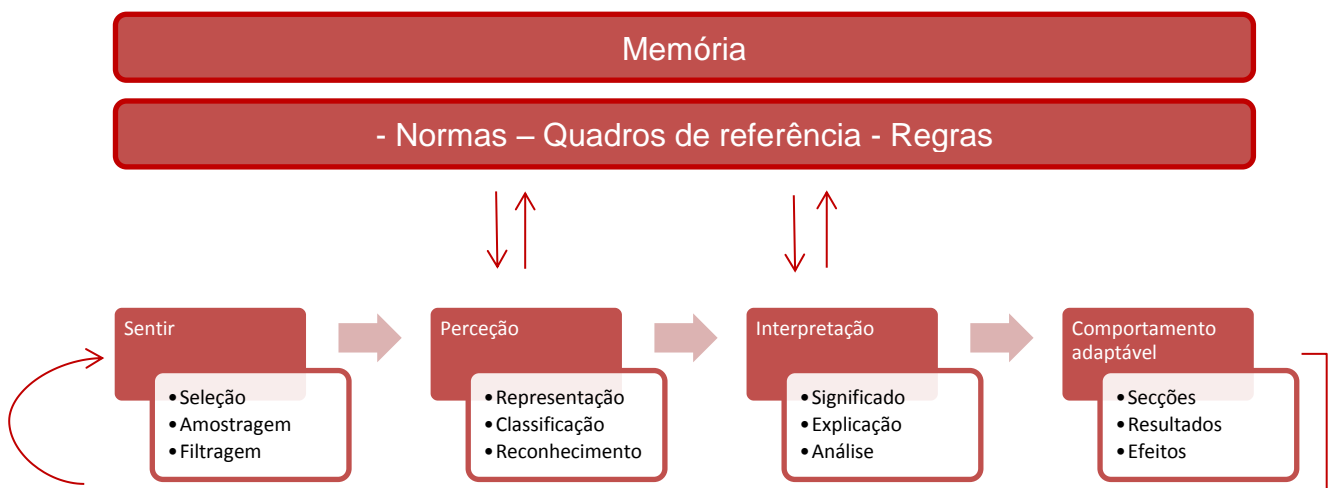 Memória
- Normas – Quadros de referência - Regras
Sentir
• Seleção
• Amostragem
• Filtragem
Perceção
• Representação
• Classificação
• Reconhecimento
Interpretação
• Significado
• Explicação
• Análise
Comportamento
adaptável
• Secções
• Resultados
• Efeitos